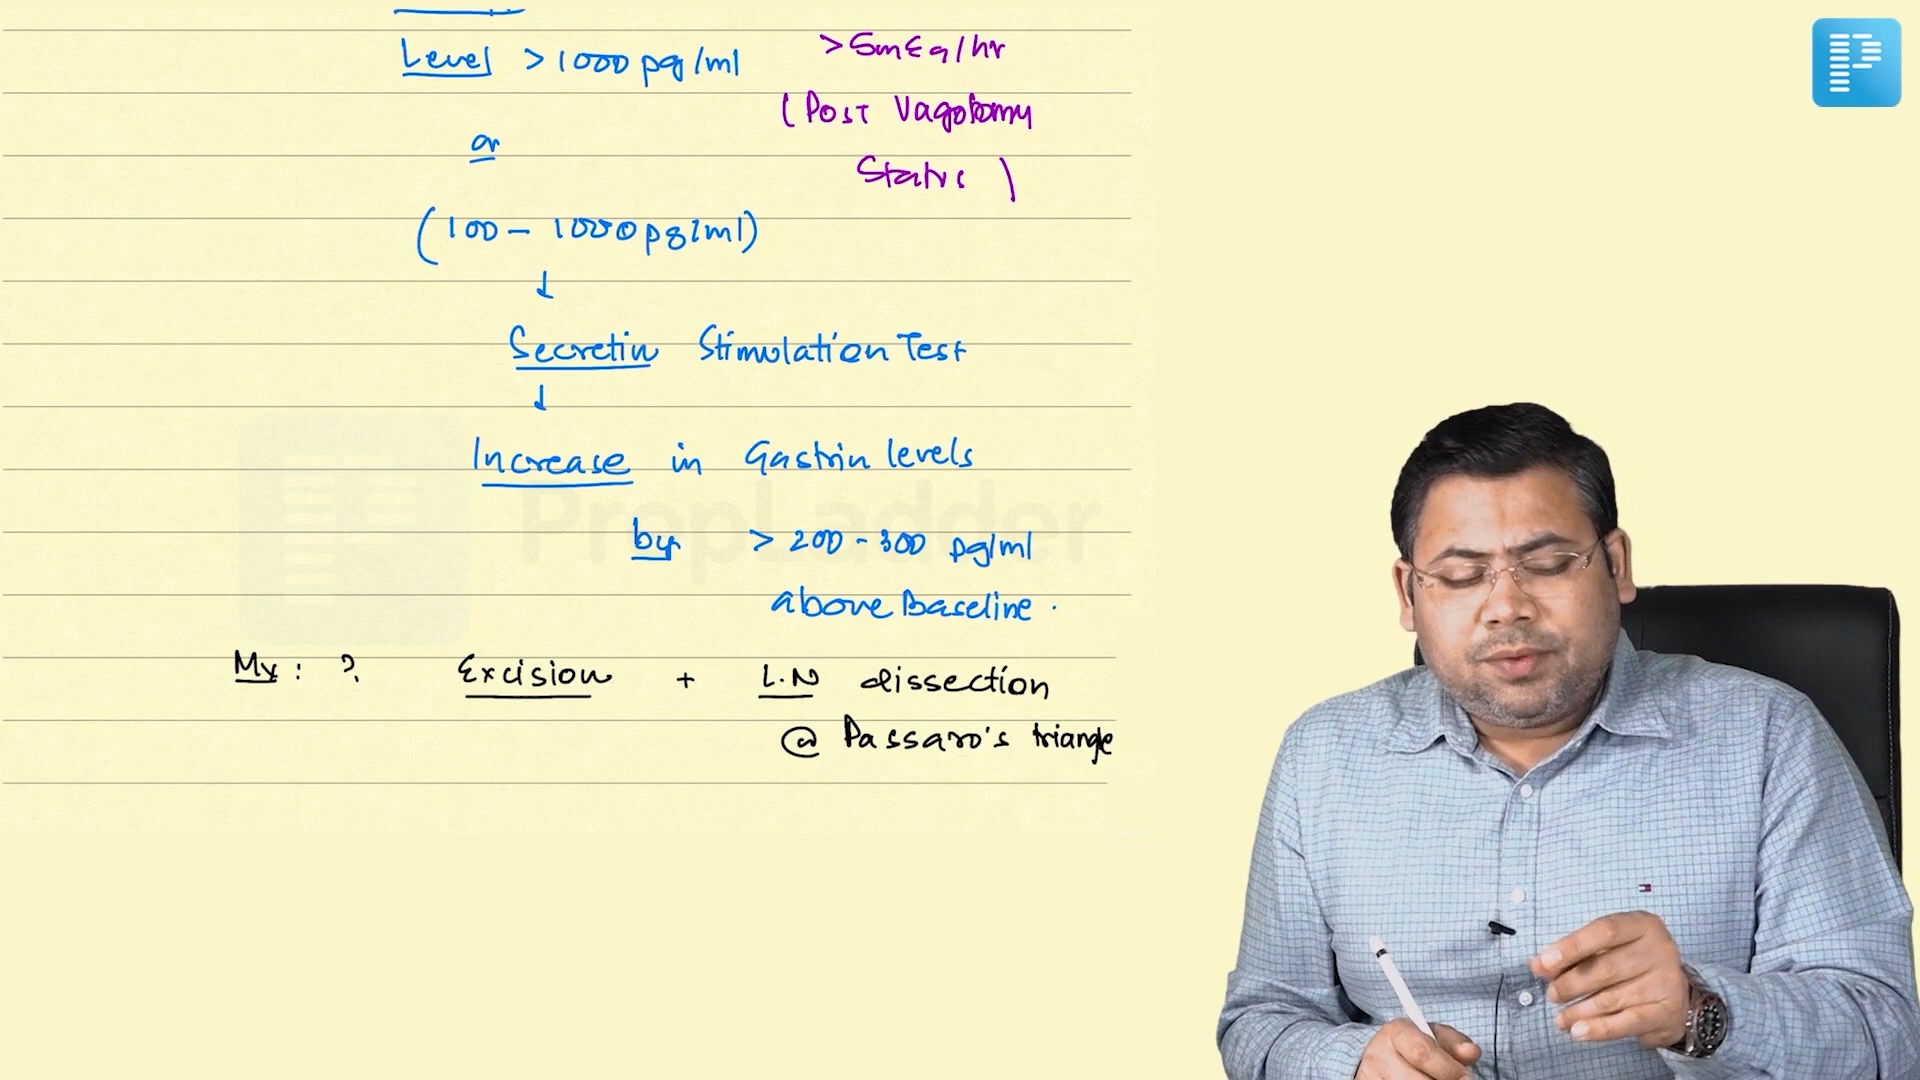 Level > 1000 pg/ml
> 5mEq/hr
(Post Vagotomy
Status)
or
(100 - 1000 pg/ml)
↓
Secretin Stimulation Test
↓
Increase in Gastrin levels
by > 200 - 300 pg/ml
above Baseline.
Mx : ? Excision + L.N dissection
@ Passaro's triangle
PrepLadder